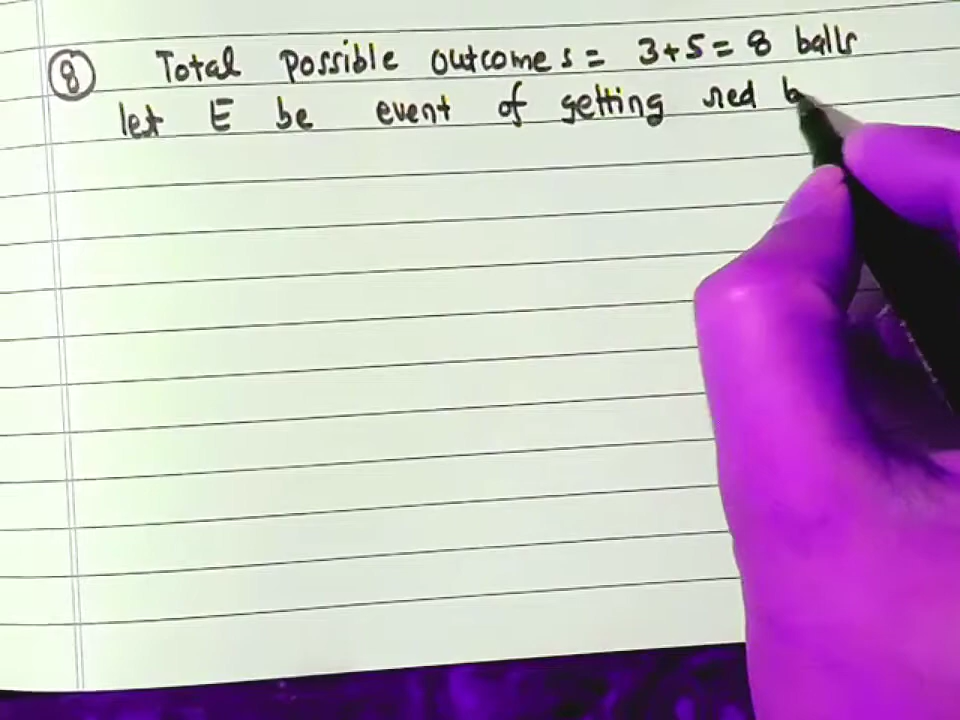 ⑧ Total possible outcomes = 3+5 = 8 balls
let E be event of getting red b